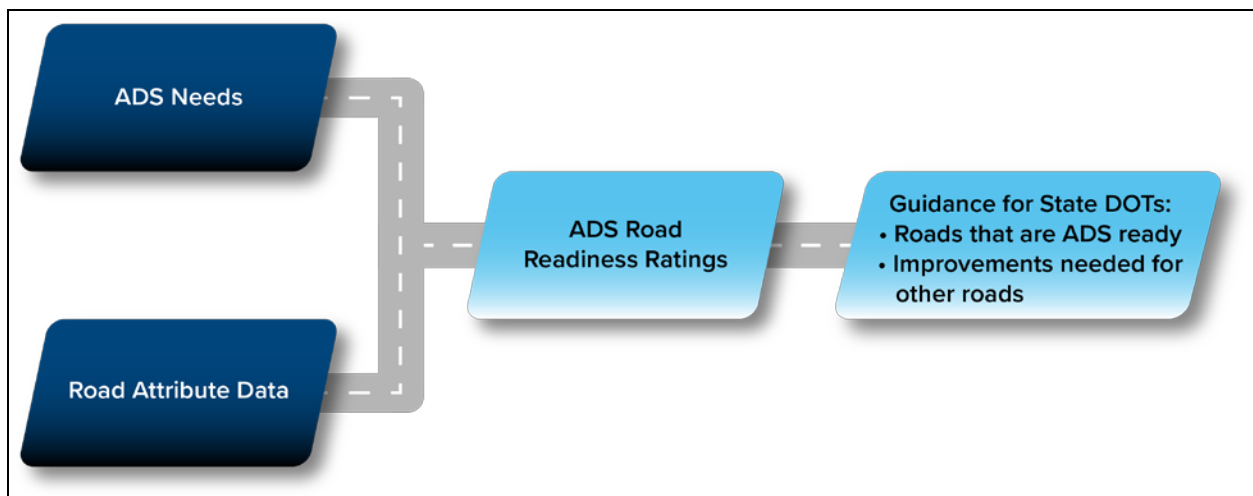 ADS Needs
Road Attribute Data
ADS Road
Readiness Ratings
Guidance for State DOTs:
• Roads that are ADS ready
• Improvements needed for
other roads